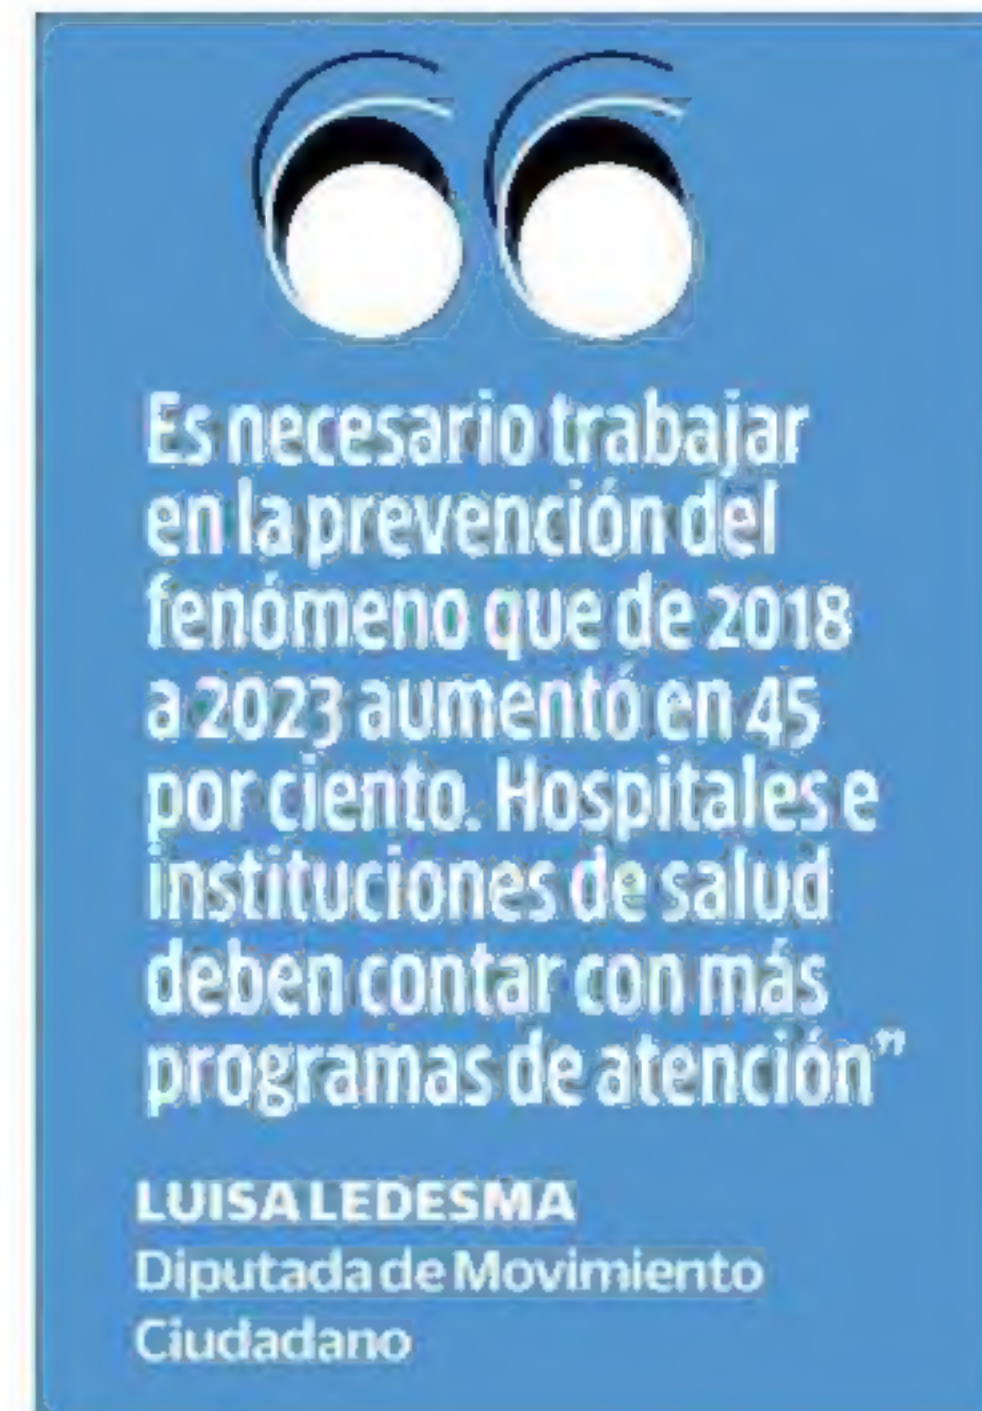 Es necesario trabajar
en la prevención del
fenómeno que de 2018
a 2023 aumentó en 45
por ciento. Hospitales e
instituciones de salud
deben contar con más
programas de atención”
LUISA LEDESMA
Diputada de Movimiento
Ciudadano